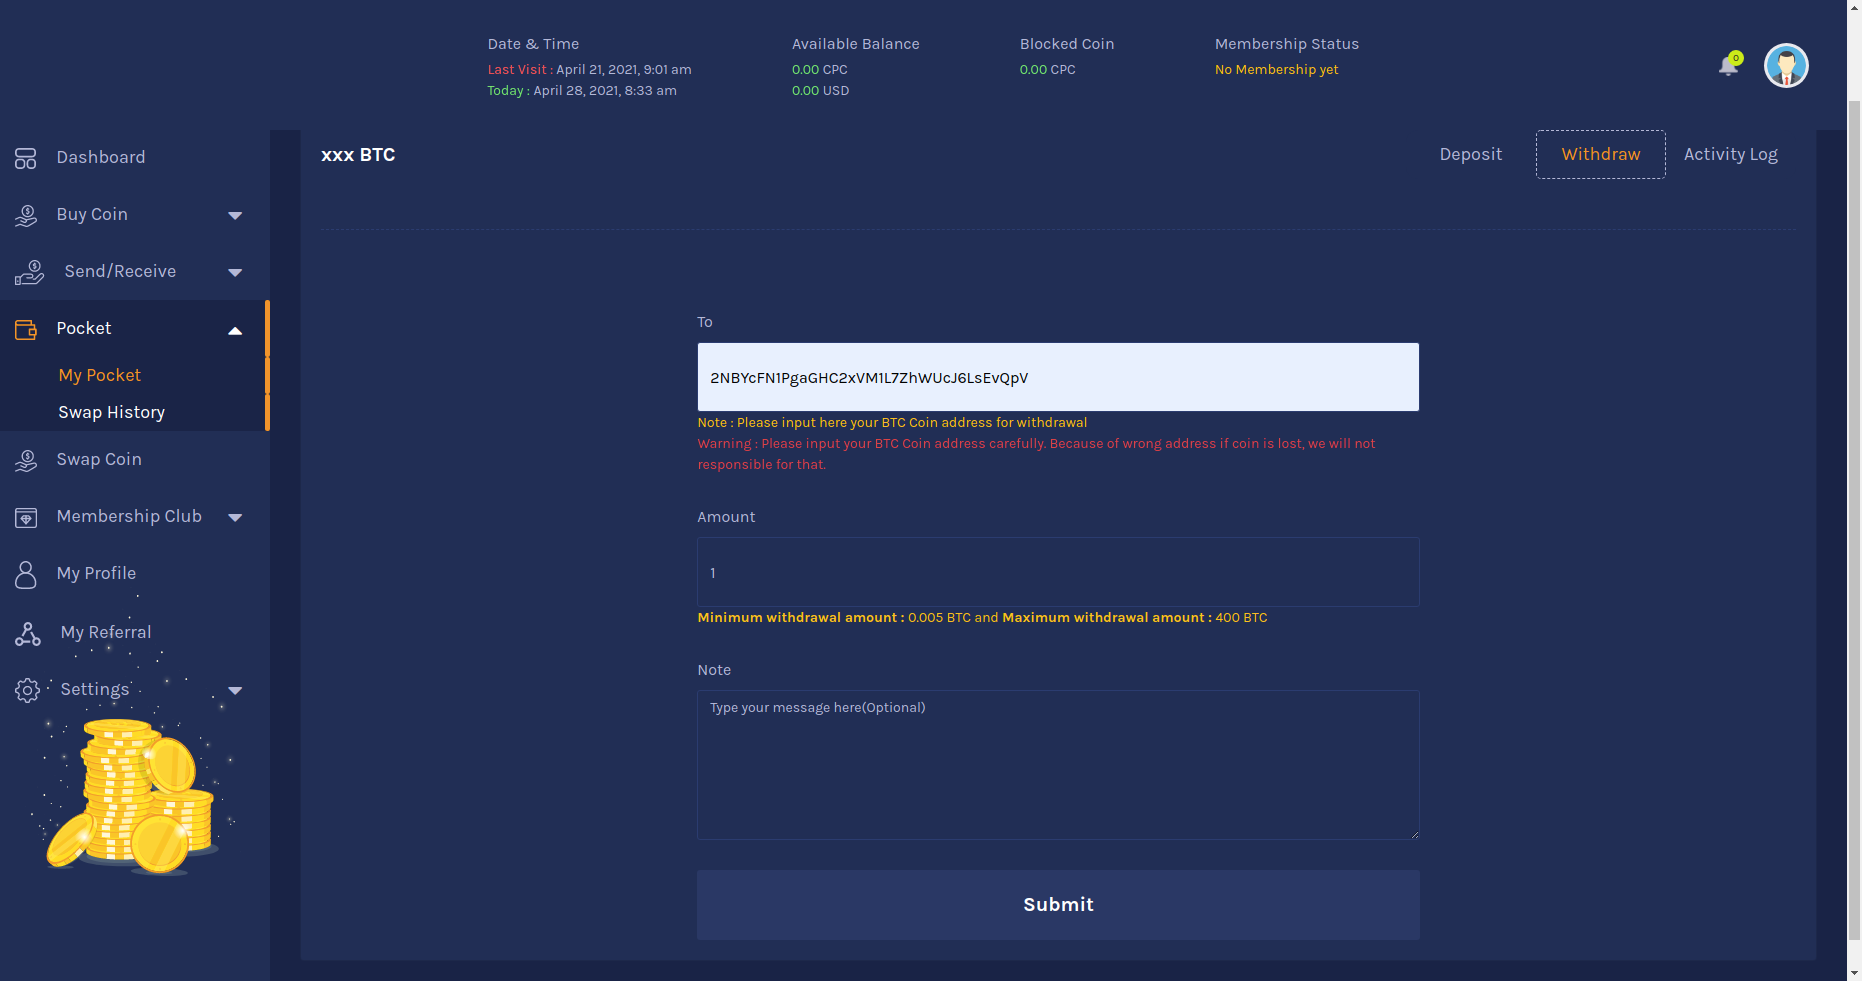 Date & Time
Last Visit : April 21, 2021, 9:01 am
Today : April 28, 2021, 8:33 am
Available Balance
0.00 CPC
0.00 USD
Blocked Coin
0.00 CPC
Membership Status
No Membership yet
0
Dashboard
Buy Coin
Send/Receive
Pocket
My Pocket
Swap History
Swap Coin
Membership Club
My Profile
My Referral
Settings
xxx BTC
Deposit
Withdraw
Activity Log
To
2NBYcFN1PgaGHC2xVM1L7ZhWUcJ6LsEvQpV
Note : Please input here your BTC Coin address for withdrawal
Warning : Please input your BTC Coin address carefully. Because of wrong address if coin is lost, we will not
responsible for that.
Amount
1
Minimum withdrawal amount : 0.005 BTC and Maximum withdrawal amount : 400 BTC
Note
Type your message here(Optional)
Submit